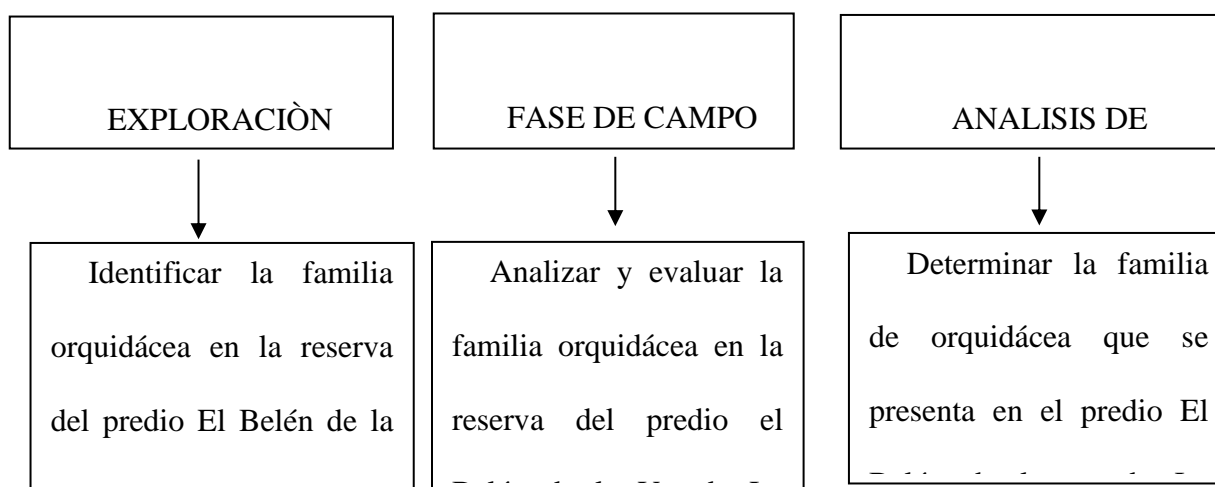 EXPLORACIÒN
FASE DE CAMPO
ANALISIS DE
Identificar la familia
orquidácea en la reserva
del predio El Belén de la
Analizar y evaluar la
familia orquidácea en la
reserva del predio el
Determinar la familia
de orquidácea que se
presenta en el predio El